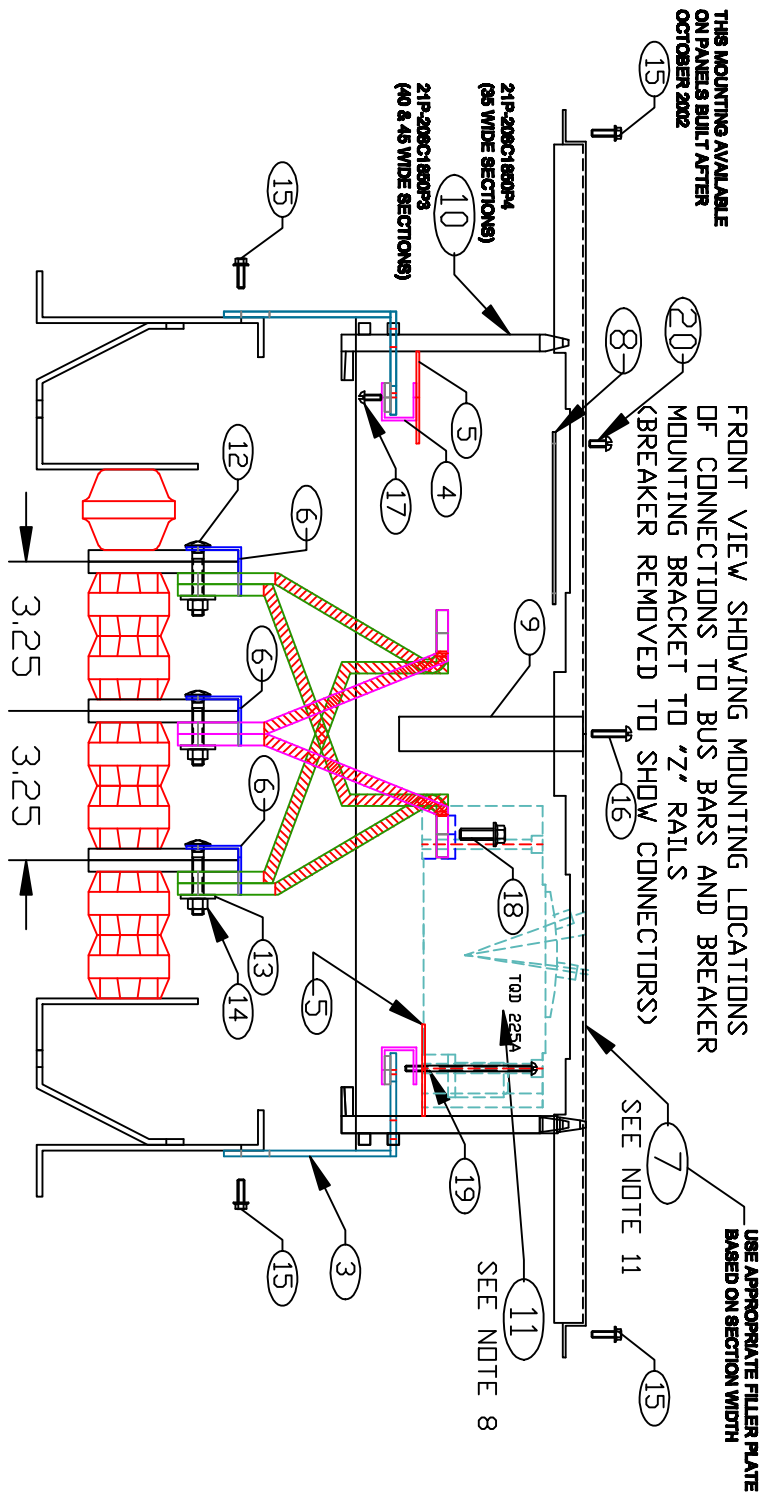 THIS MOUNTING AVAILABLE
ON PANELS BUILT AFTER
OCTOBER 2002
FRONT VIEW SHOWING MOUNTING LOCATIONS
OF CONNECTIONS TO BUS BARS AND BREAKER
MOUNTING BRACKET TO "Z" RAILS
(BREAKER REMOVED TO SHOW CONNECTORS)
USE APPROPRIATE FILLER PLATE
BASED ON SECTION WIDTH
15
20
8
16
7
SEE NOTE 11
15
21P-208C1850P4
(35 WIDE SECTIONS)
10
21P-208C1850P3
(40 & 45 WIDE SECTIONS)
5
4
17
9
18
TQD 225A
11
SEE NOTE 8
19
15
12
6
6
6
13
14
5
3
15
3.25
3.25